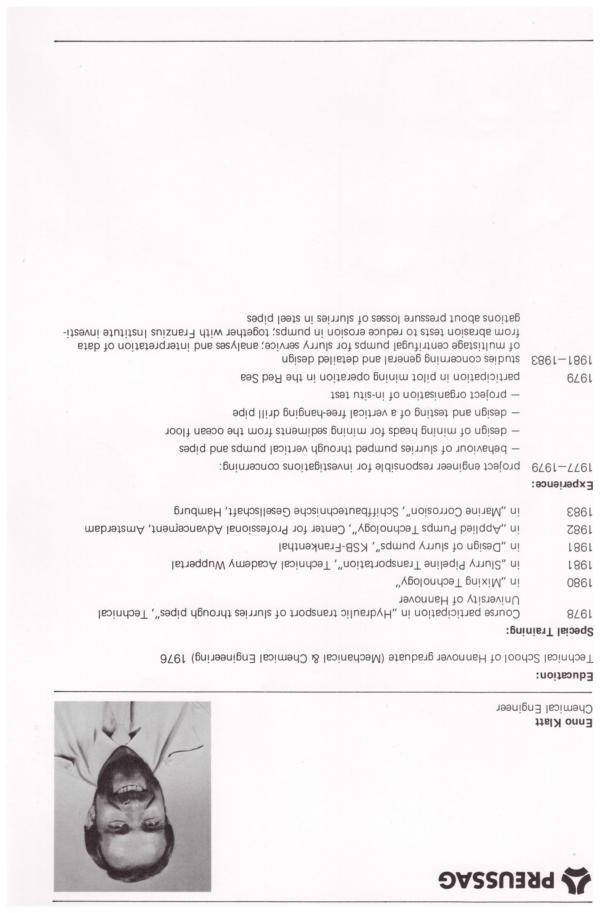 PREUSSAG
Enno Klatt
Chemical Engineer
Education:
Technical School of Hannover graduate (Mechanical & Chemical Engineering) 1976
Special Training:
1978 Course participation in „Hydraulic transport of slurries through pipes”, Technical
University of Hannover
1980 in „Mixing Technology”
1981 in „Slurry Pipeline Transportation”, Technical Academy Wuppertal
1981 in „Design of slurry pumps”, KSB-Frankenthal
1982 in „Applied Pumps Technology”, Center for Professional Advancement, Amsterdam
1983 in „Marine Corrosion”, Schiffbautechnische Gesellschaft, Hamburg
Experience:
1977–1979 project engineer responsible for investigations concerning:
– behaviour of slurries pumped through vertical pumps and pipes
– design of mining heads for mining sediments from the ocean floor
– design and testing of a vertical free-hanging drill pipe
– project organisation of in-situ test
1979 participation in pilot mining operation in the Red Sea
1981–1983 studies concerning general and detailed design
of multistage centrifugal pumps for slurry service; analyses and interpretation of data
from abrasion tests to reduce erosion in pumps; together with Franzius Institute investi-
gations about pressure losses of slurries in steel pipes